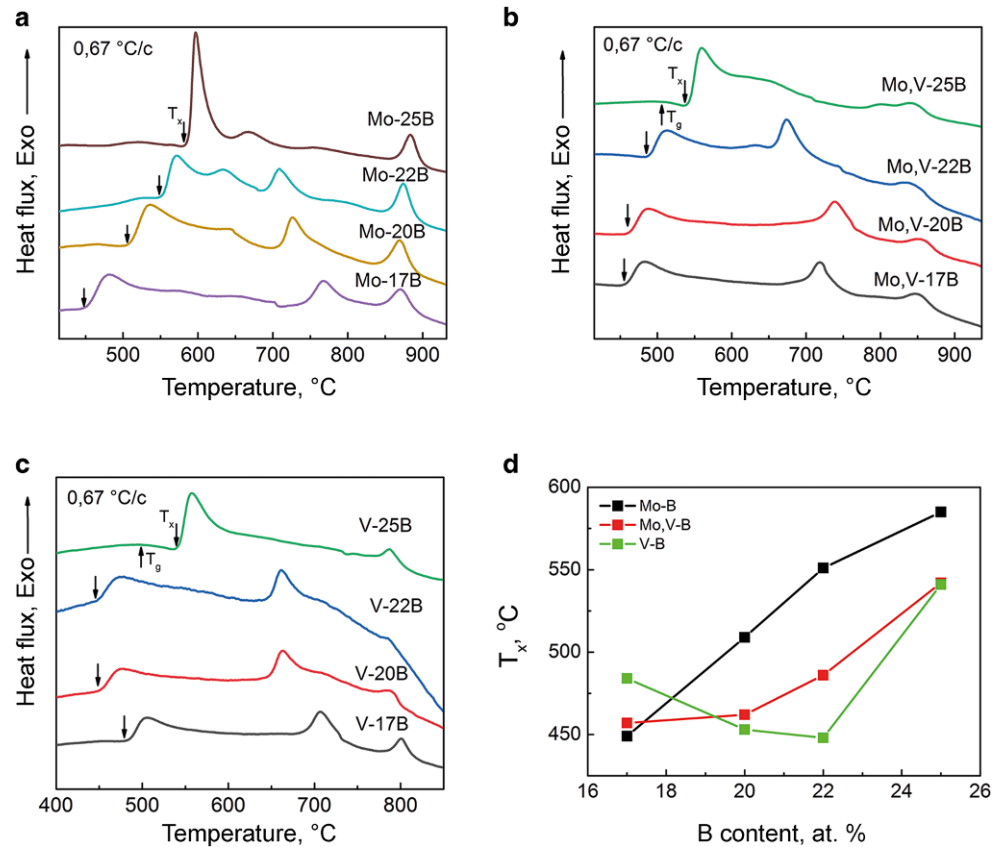 a
0,67 °C/c
Heat flux, Exo
Tx
Mo-25B
Mo-22B
Mo-20B
Mo-17B
500 600 700 800 900
Temperature, °C
b
0,67 °C/c
Heat flux, Exo
Tx
Tg
Mo,V-25B
Mo,V-22B
Mo,V-20B
Mo,V-17B
500 600 700 800 900
Temperature, °C
c
0,67 °C/c
Heat flux, Exo
Tx
Tg
V-25B
V-22B
V-20B
V-17B
400 500 600 700 800
Temperature, °C
d
Mo-B
Mo,V-B
V-B
Tx, °C
600
550
500
450
16 18 20 22 24 26
B content, at. %